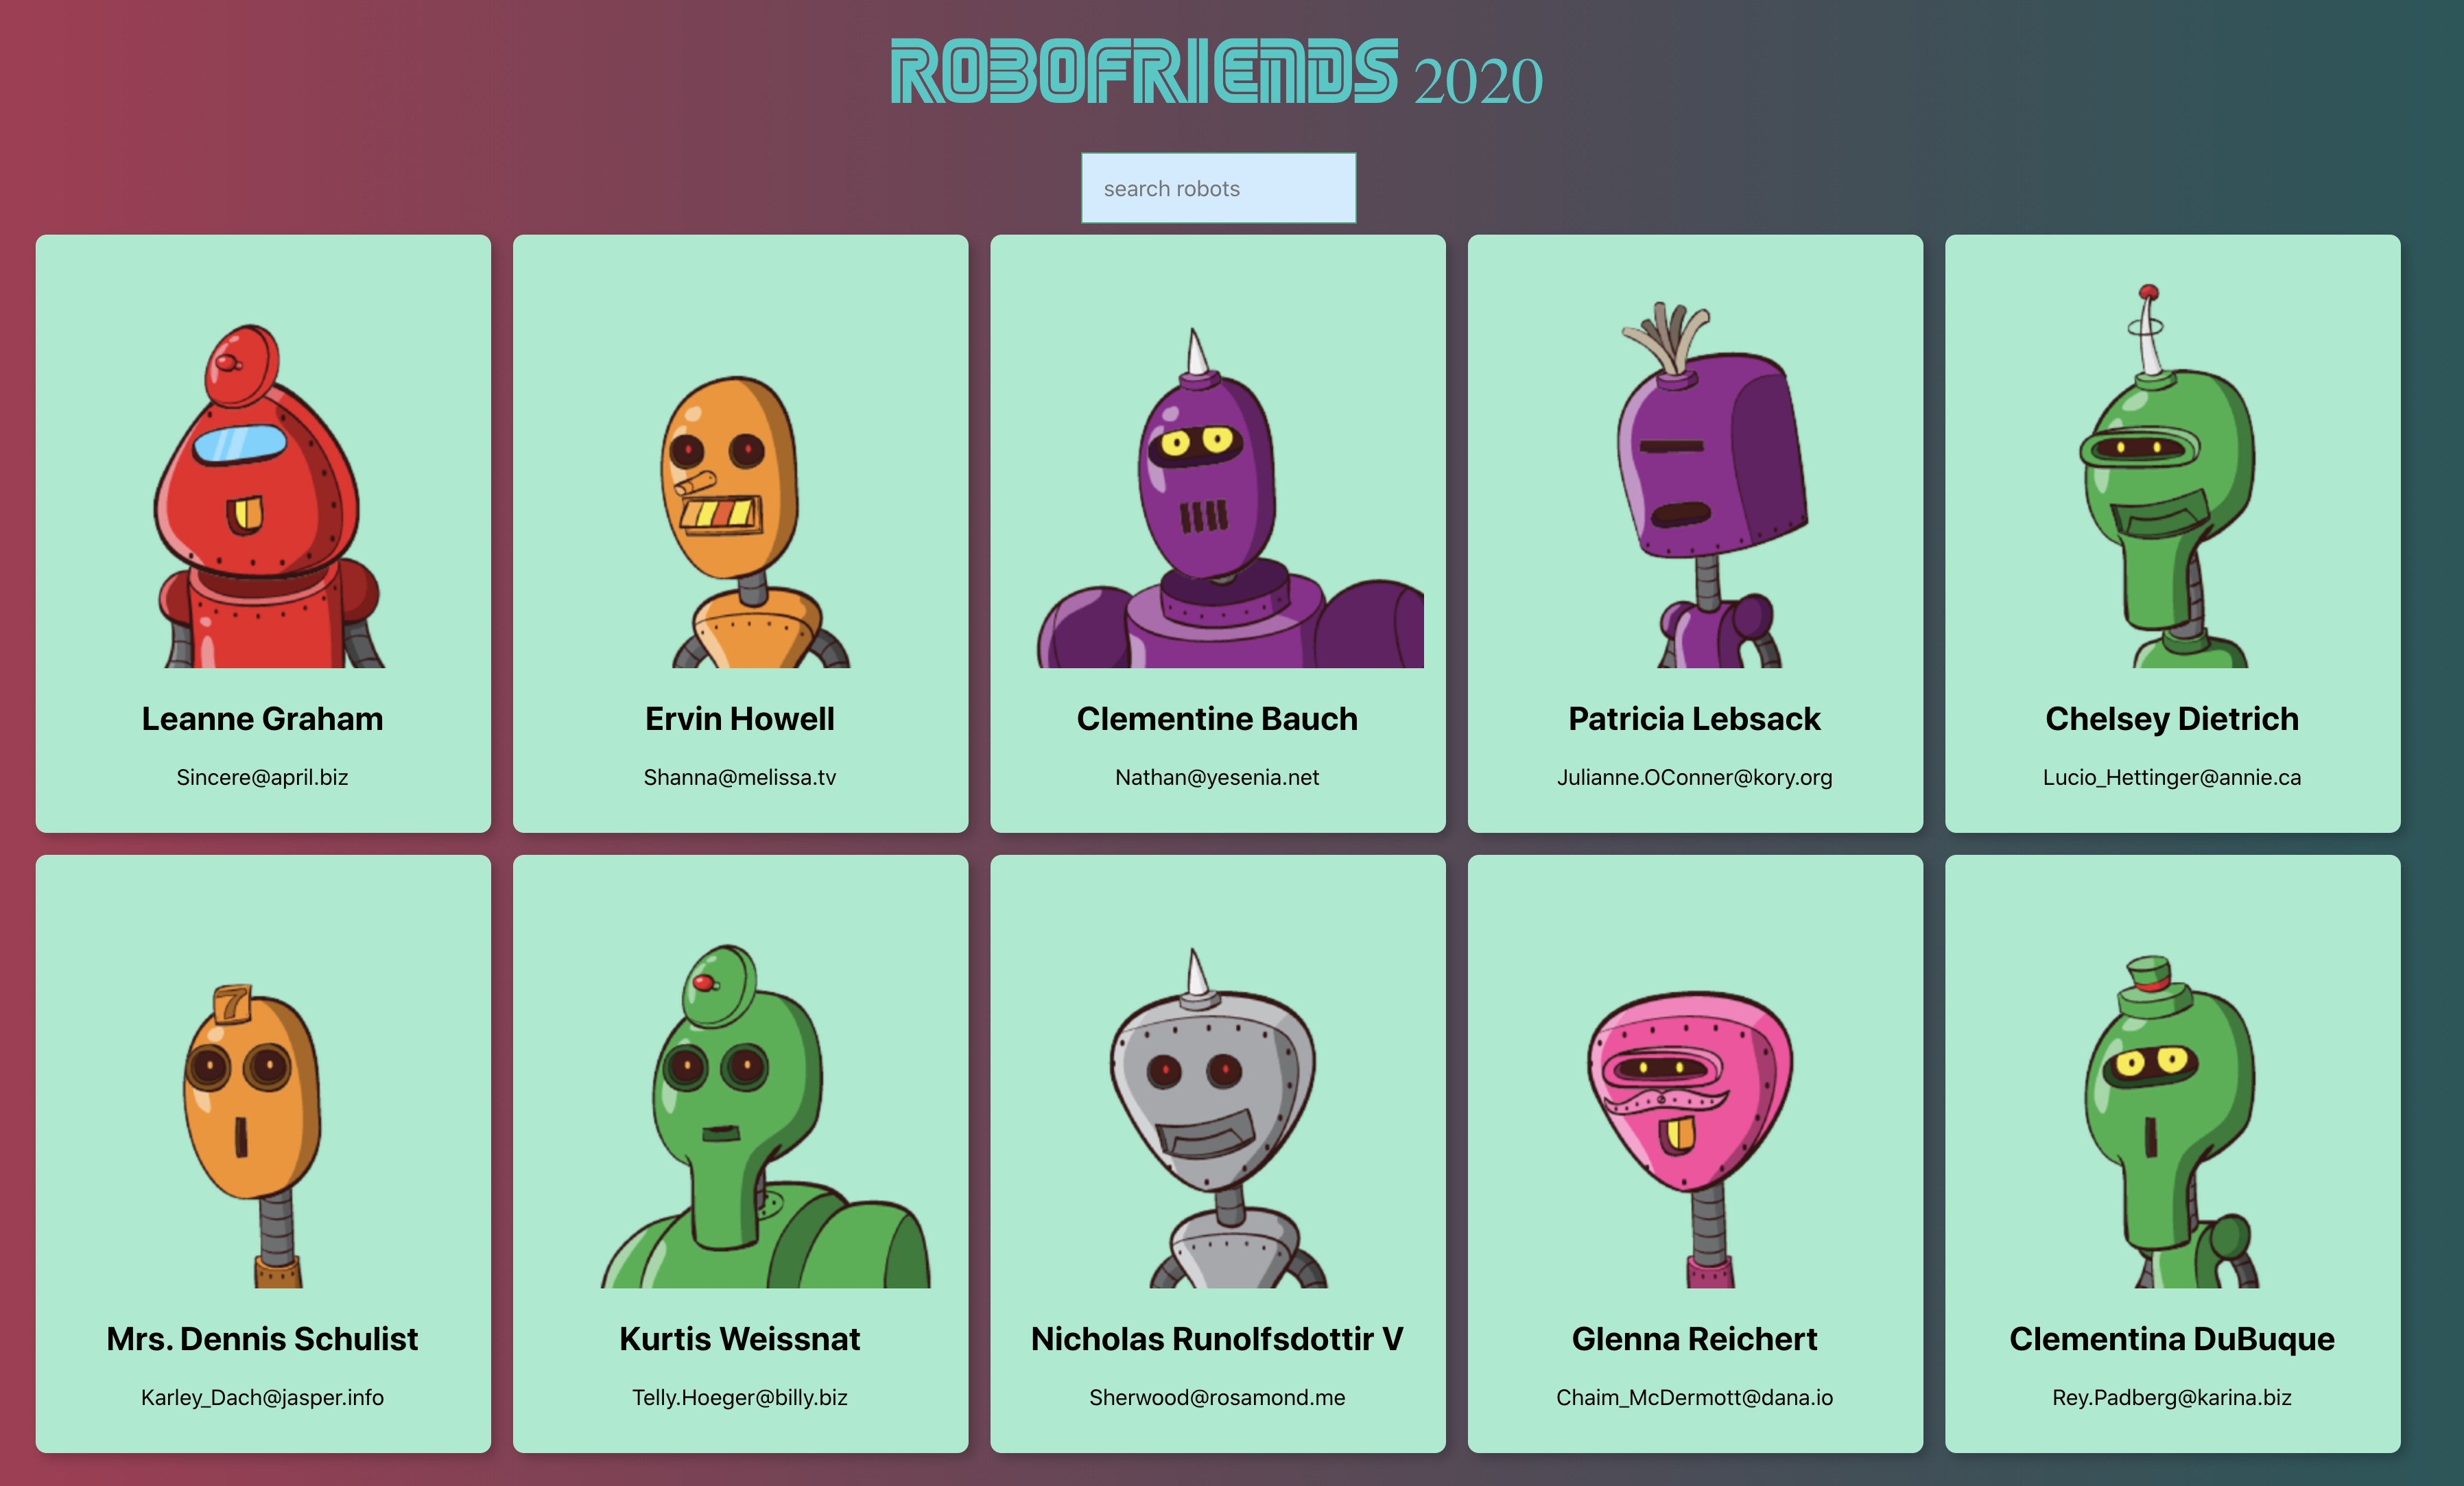 ROBOFRIENDS 2020
search robots
Leanne Graham
Sincere@april.biz
Ervin Howell
Shanna@melissa.tv
Clementine Bauch
Nathan@yesenia.net
Patricia Lebsack
Julianne.OConner@kory.org
Chelsey Dietrich
Lucio_Hettinger@annie.ca
7
Mrs. Dennis Schulist
Karley_Dach@jasper.info
Kurtis Weissnat
Telly.Hoeger@billy.biz
Nicholas Runolfsdottir V
Sherwood@rosamond.me
Glenna Reichert
Chaim_McDermott@dana.io
Clementina DuBuque
Rey.Padberg@karina.biz